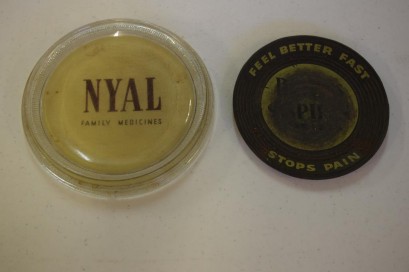 NYAL
FAMILY MEDICINES
FEEL BETTER FAST
STOPS PAIN